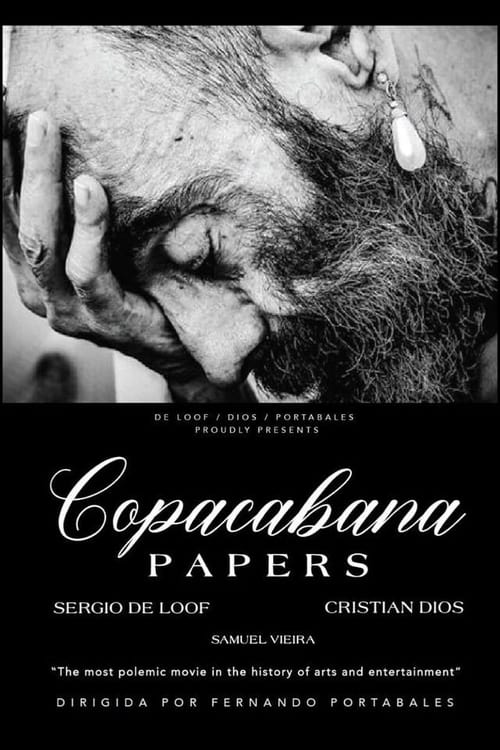 DE LOOF / DIOS / PORTABALES
PROUDLY PRESENTS
Copacabana
PAPERS
SERGIO DE LOOF CRISTIAN DIOS
SAMUEL VIEIRA
“The most polemic movie in the history of arts and entertainment”
DIRIGIDA POR FERNANDO PORTABALES